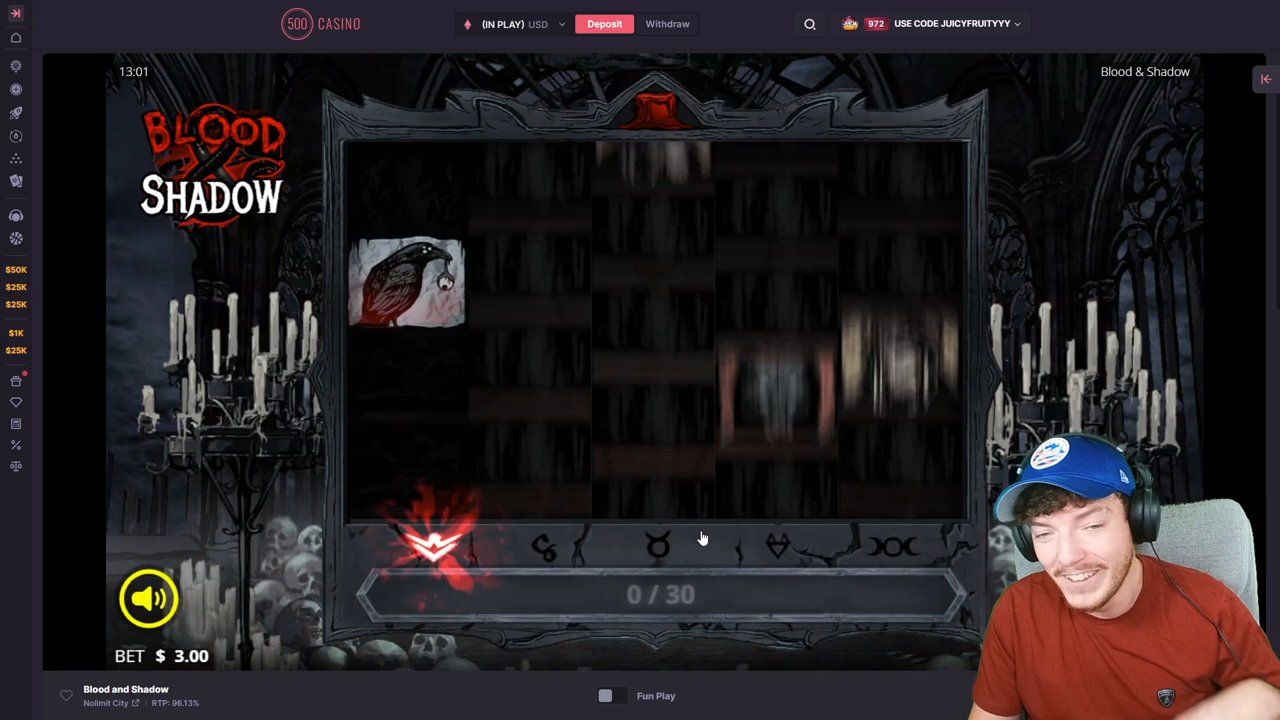 500 CASINO
(IN PLAY) USD
Deposit
Withdraw
972
USE CODE JUICYFRUITYYY
13:01
Blood & Shadow
BLOOD
&
SHADOW
$50K
$25K
$25K
$1K
$25K
0 / 30
BET $ 3.00
Blood and Shadow
Nolimit City
RTP: 96.13%
Fun Play